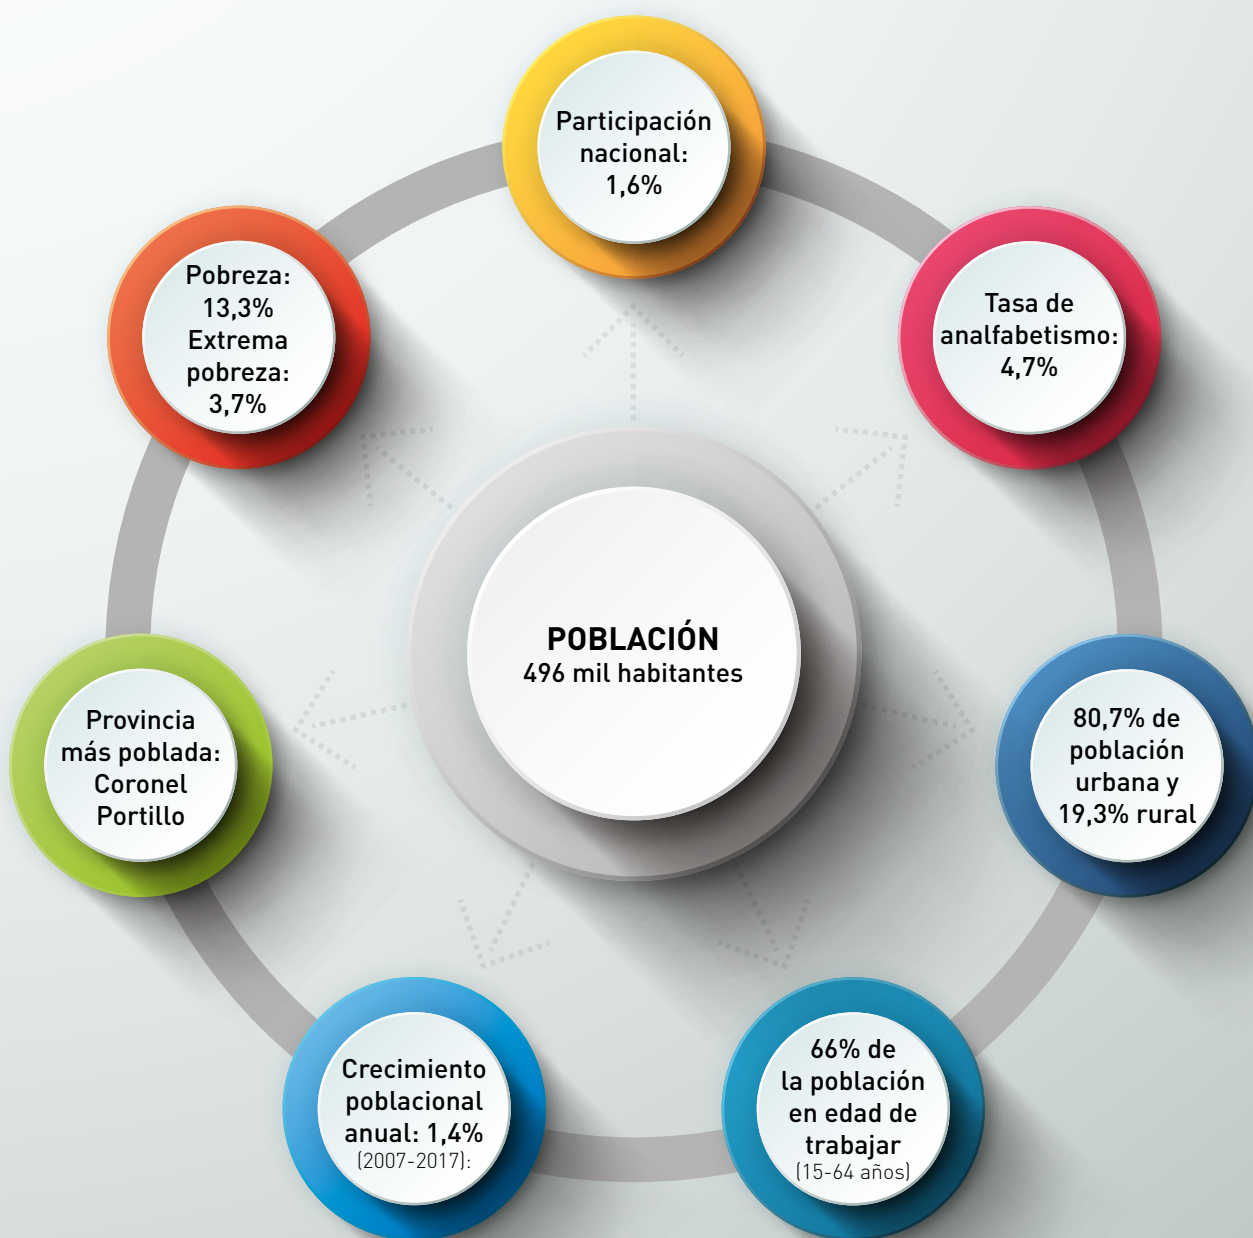 Participación
nacional:
1,6%
Tasa de
analfabetismo:
4,7%
80,7% de
población
urbana y
19,3% rural
66% de
la población
en edad de
trabajar
(15-64 años)
Crecimiento
poblacional
anual: 1,4%
(2007-2017):
Provincia
más poblada:
Coronel
Portillo
Pobreza:
13,3%
Extrema
pobreza:
3,7%
POBLACIÓN
496 mil habitantes